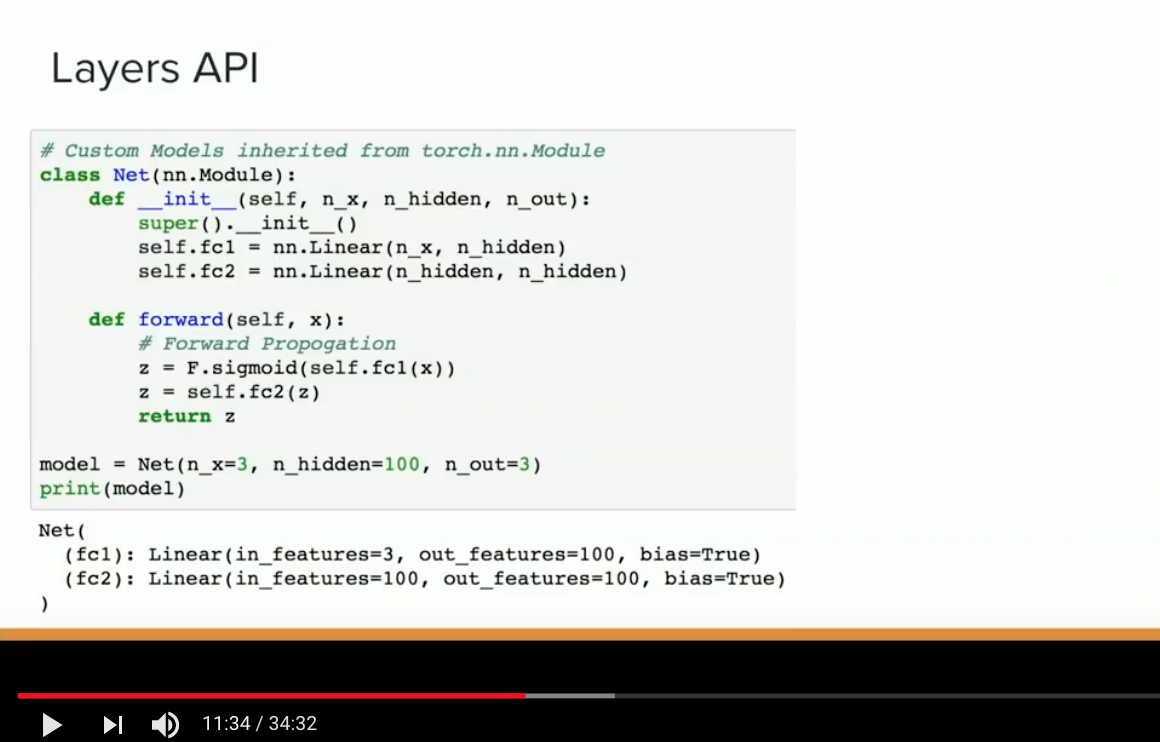 Layers API
# Custom Models inherited from torch.nn.Module
class Net(nn.Module):
    def __init__(self, n_x, n_hidden, n_out):
        super().__init__()
        self.fc1 = nn.Linear(n_x, n_hidden)
        self.fc2 = nn.Linear(n_hidden, n_hidden)
    def forward(self, x):
        # Forward Propogation
        z = F.sigmoid(self.fc1(x))
        z = self.fc2(z)
        return z
model = Net(n_x=3, n_hidden=100, n_out=3)
print(model)
Net(
  (fc1): Linear(in_features=3, out_features=100, bias=True)
  (fc2): Linear(in_features=100, out_features=100, bias=True)
)
11:34 / 34:32